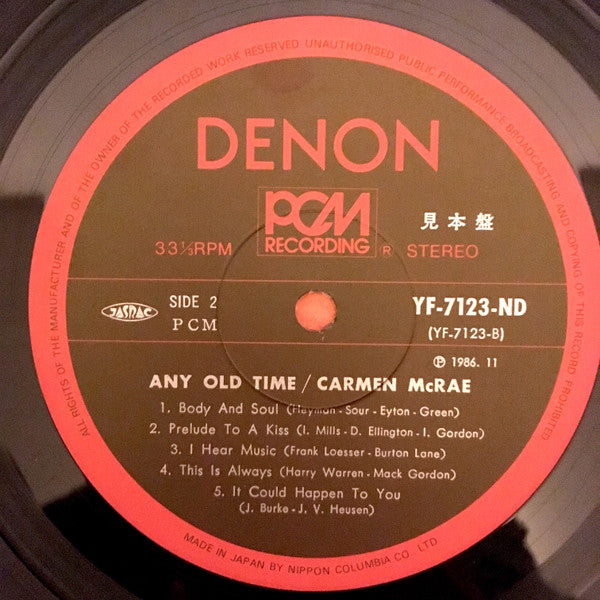 ALL RIGHTS OF THE MANUFACTURER AND OF THE OWNER OF THE RECORDED WORK RESERVED UNAUTHORISED PUBLIC PERFORMANCE BROADCASTING AND COPYING OF THIS RECORD PROHIBITED
DENON
PCM
RECORDING
見本盤
33⅓RPM
® STEREO
JASRAC
SIDE 2
PCM
YF-7123-ND
(YF-7123-B)
℗ 1986. 11
ANY OLD TIME / CARMEN McRAE
1. Body And Soul (Heyman - Sour - Eyton - Green)
2. Prelude To A Kiss (I. Mills - D. Ellington - I. Gordon)
3. I Hear Music (Frank Loesser - Burton Lane)
4. This Is Always (Harry Warren - Mack Gordon)
5. It Could Happen To You
(J. Burke - J. V. Heusen)
MADE IN JAPAN BY NIPPON COLUMBIA CO. LTD